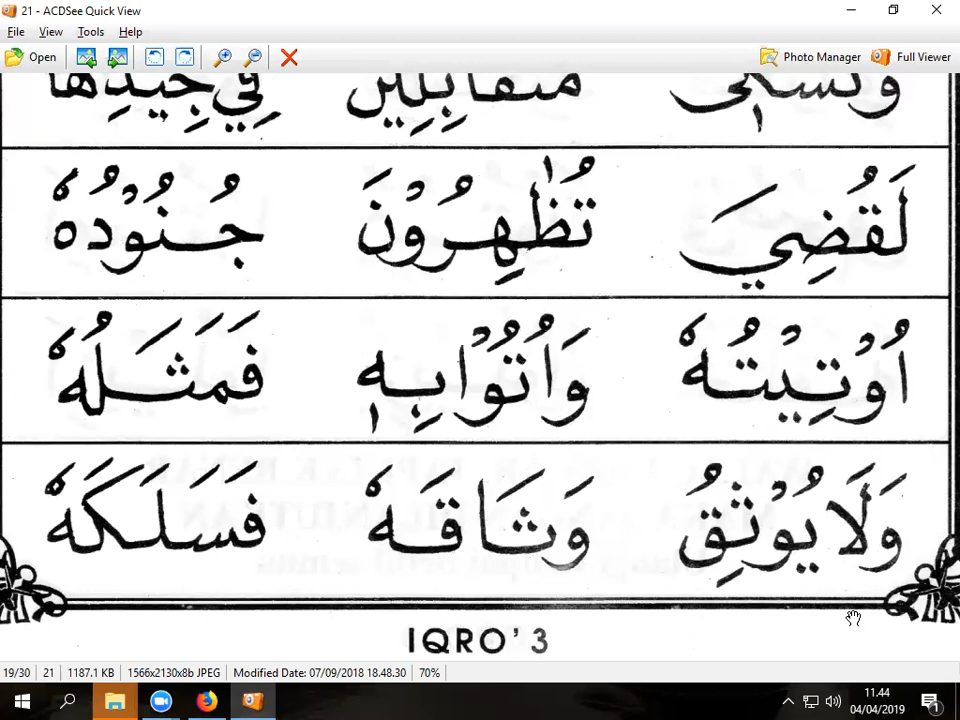 21 - ACDSee Quick View
File View Tools Help
Open Photo Manager Full Viewer
مُتَقَابِلِيْنَ فِيْ جِيْدِهَا
لَقُضِيَ تُظْهِرُوْنَ جُنُوْدُهٗ
اُوْتِيْتُهٗ وَاُتُوْابِهٖ فَمَثَلُهٗ
وَلَا يُوْثِقُ وَثَاقَهٗ فَسَلَكَهٗ
IQRO' 3
19/30 21 1187.1 KB 1566x2130x8b JPEG Modified Date: 07/09/2018 18.48.30 70%
11.44
04/04/2019
1